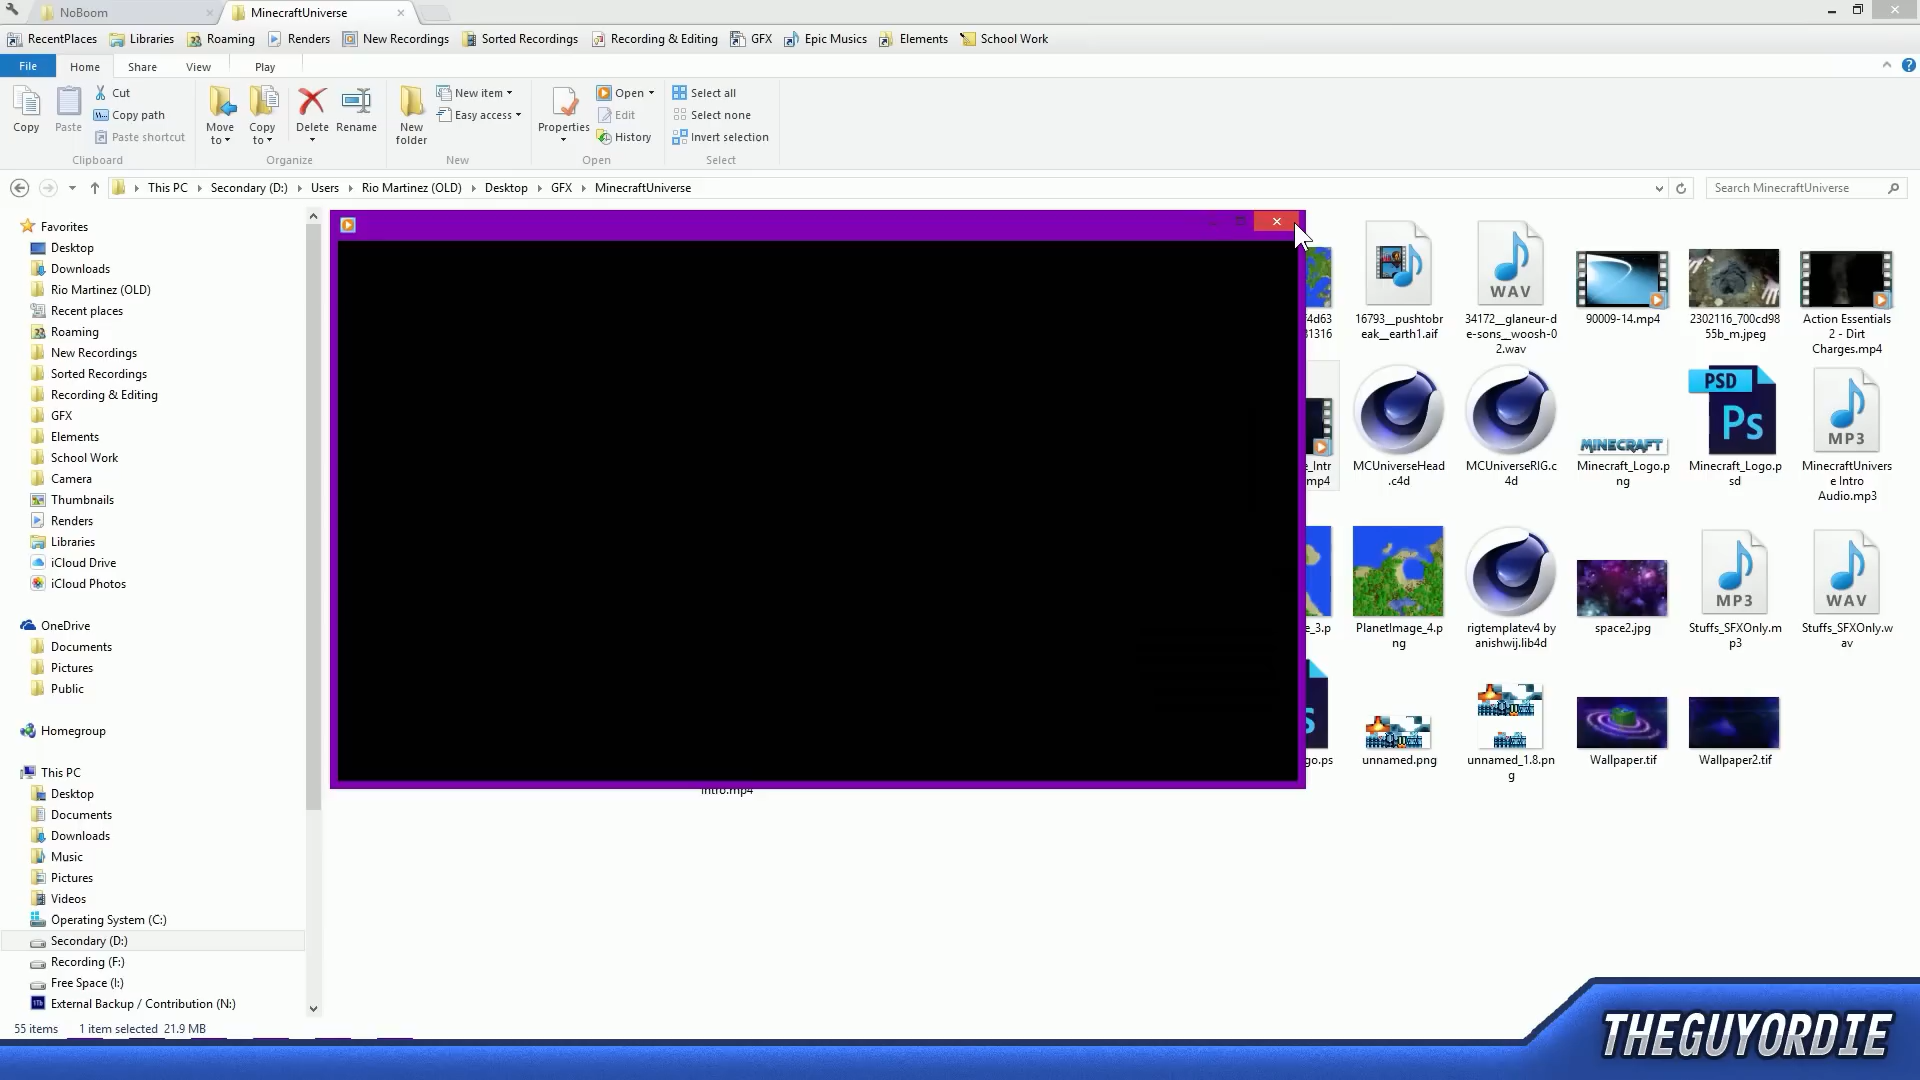 NoBoom
MinecraftUniverse
RecentPlaces
Libraries
Roaming
Renders
New Recordings
Sorted Recordings
Recording & Editing
GFX
Epic Musics
Elements
School Work
File
Home
Share
View
Play
Copy
Paste
Cut
Copy path
Paste shortcut
Clipboard
Move
to
Copy
to
Delete
Rename
Organize
New
folder
New item
Easy access
New
Properties
Open
Edit
History
Open
Select all
Select none
Invert selection
Select
This PC
Secondary (D:)
Users
Rio Martinez (OLD)
Desktop
GFX
MinecraftUniverse
Search MinecraftUniverse
Favorites
Desktop
Downloads
Rio Martinez (OLD)
Recent places
Roaming
New Recordings
Sorted Recordings
Recording & Editing
GFX
Elements
School Work
Camera
Thumbnails
Renders
Libraries
iCloud Drive
iCloud Photos
OneDrive
Documents
Pictures
Public
Homegroup
This PC
Desktop
Documents
Downloads
Music
Pictures
Videos
Operating System (C:)
Secondary (D:)
Recording (F:)
Free Space (I:)
External Backup / Contribution (N:)
16793__pushtobr
eak__earth1.aif
WAV
34172__glaneur-d
e-sons__woosh-0
2.wav
90009-14.mp4
2302116_700cd98
55b_m.jpeg
Action Essentials
2 - Dirt
Charges.mp4
e_Intr
mp4
MCUniverseHead
.c4d
MCUniverseRIG.c
4d
MINECRAFT
Minecraft_Logo.p
ng
PSD
Ps
Minecraft_Logo.p
sd
MP3
MinecraftUnivers
e Intro
Audio.mp3
e_3.p
PlanetImage_4.p
ng
rigtemplatev4 by
anishwij.lib4d
space2.jpg
MP3
Stuffs_SFXOnly.m
p3
WAV
Stuffs_SFXOnly.w
av
go.ps
unnamed.png
unnamed_1.8.pn
g
Wallpaper.tif
Wallpaper2.tif
Intro.mp4
55 items
1 item selected 21.9 MB
THEGUYORDIE